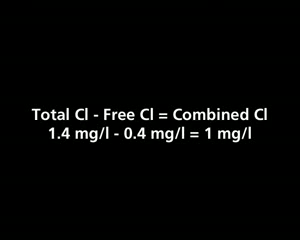 Total Cl - Free Cl = Combined Cl
1.4 mg/l - 0.4 mg/l = 1 mg/l